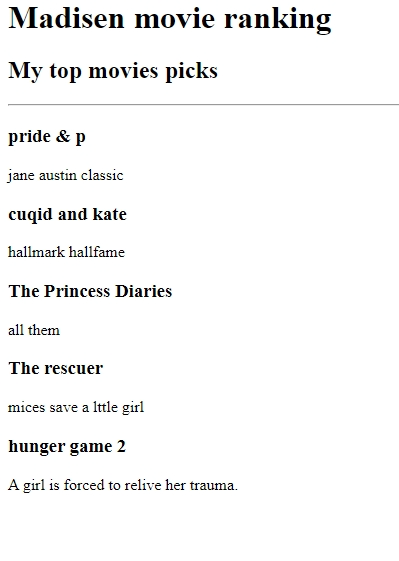 Madisen movie ranking
My top movies picks
pride & p
jane austin classic
cuqid and kate
hallmark hallfame
The Princess Diaries
all them
The rescuer
mices save a lttle girl
hunger game 2
A girl is forced to relive her trauma.